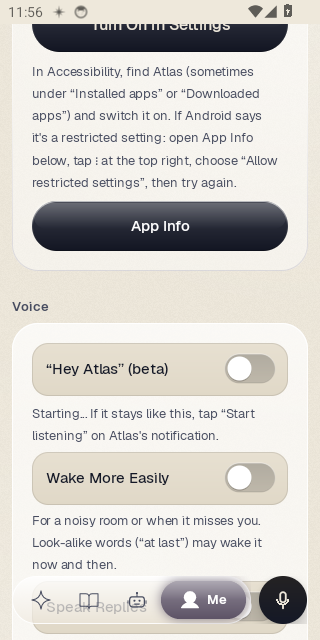 11:56
Turn On in Settings
In Accessibility, find Atlas (sometimes
under “Installed apps” or “Downloaded
apps”) and switch it on. If Android says
it's a restricted setting: open App Info
below, tap ⋮ at the top right, choose “Allow
restricted settings”, then try again.
App Info
Voice
“Hey Atlas” (beta)
Starting… If it stays like this, tap “Start
listening” on Atlas's notification.
Wake More Easily
For a noisy room or when it misses you.
Look-alike words (“at last”) may wake it
now and then.
Speak Replies
Me